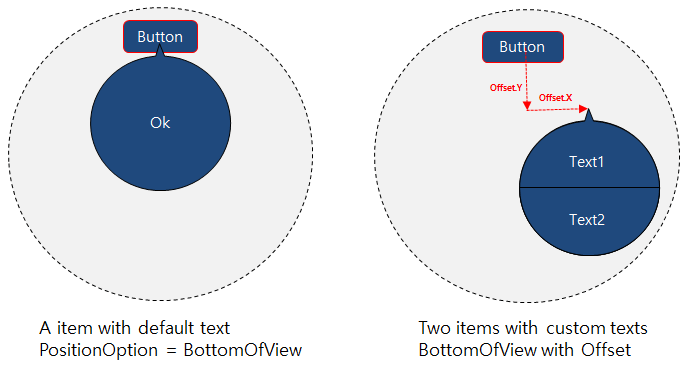 Button
Ok
Button
Offset.Y
Offset.X
Text1
Text2
A item with default text
PositionOption = BottomOfView
Two items with custom texts
BottomOfView with Offset